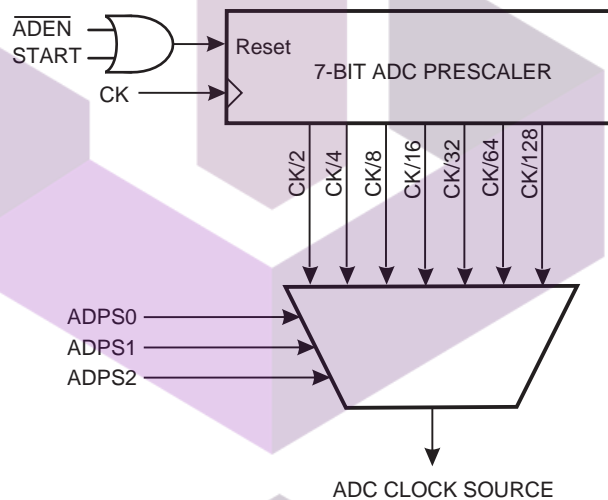 ADEN
START
Reset
7-BIT ADC PRESCALER
CK
CK/2
CK/4
CK/8
CK/16
CK/32
CK/64
CK/128
ADPS0
ADPS1
ADPS2
ADC CLOCK SOURCE